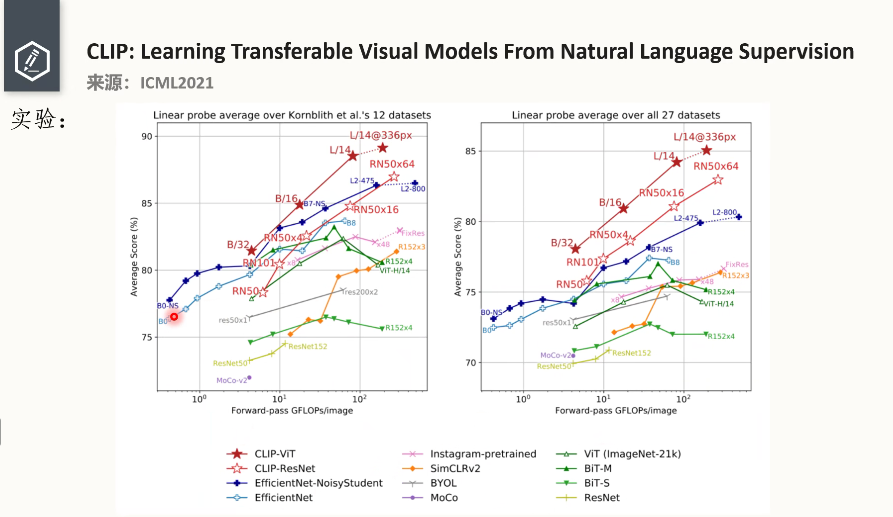 CLIP: Learning Transferable Visual Models From Natural Language Supervision
来源：ICML2021
实验：
Linear probe average over Kornblith et al.'s 12 datasets
90
85
80
75
Average Score (%)
10^0
10^1
10^2
Forward-pass GFLOPs/image
L/14@336px
L/14
RN50x64
B/16
B7-NS
L2-475
L2-800
RN50x16
B8
B/32
RN50x4
RN101
x8
x48
FixRes
R152x3
R152x4
ViT-H/14
RN50
B0-NS
B0
res50x1
res200x2
R152x4
ResNet50
ResNet152
MoCo-v2
Linear probe average over all 27 datasets
85
80
75
70
Average Score (%)
10^0
10^1
10^2
Forward-pass GFLOPs/image
L/14@336px
L/14
RN50x64
B/16
RN50x16
L2-475
L2-800
B/32
RN50x4
B7-NS
RN101
B8
FixRes
RN50
R152x3
x8
x48
B0-NS
R152x4
B0
ViT-H/14
res50x1
R152x4
MoCo-v2
ResNet50
ResNet152
CLIP-ViT
CLIP-ResNet
EfficientNet-NoisyStudent
EfficientNet
Instagram-pretrained
SimCLRv2
BYOL
MoCo
ViT (ImageNet-21k)
BiT-M
BiT-S
ResNet